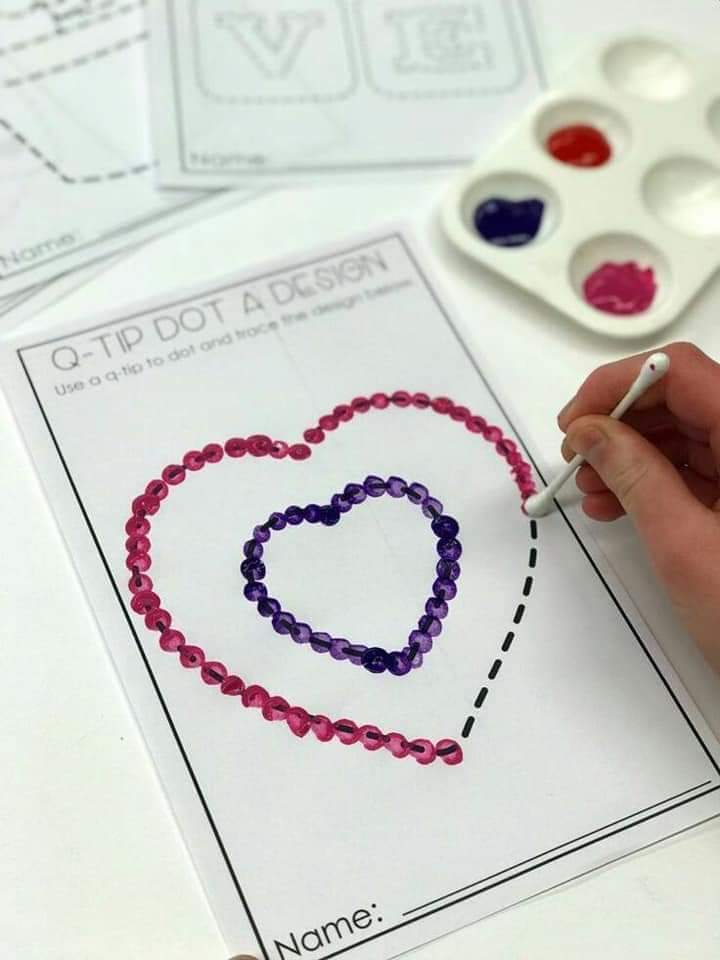 V E
Name:
Name:
Q-TIP DOT A DESIGN
Use a q-tip to dot and trace the design below.
Name: